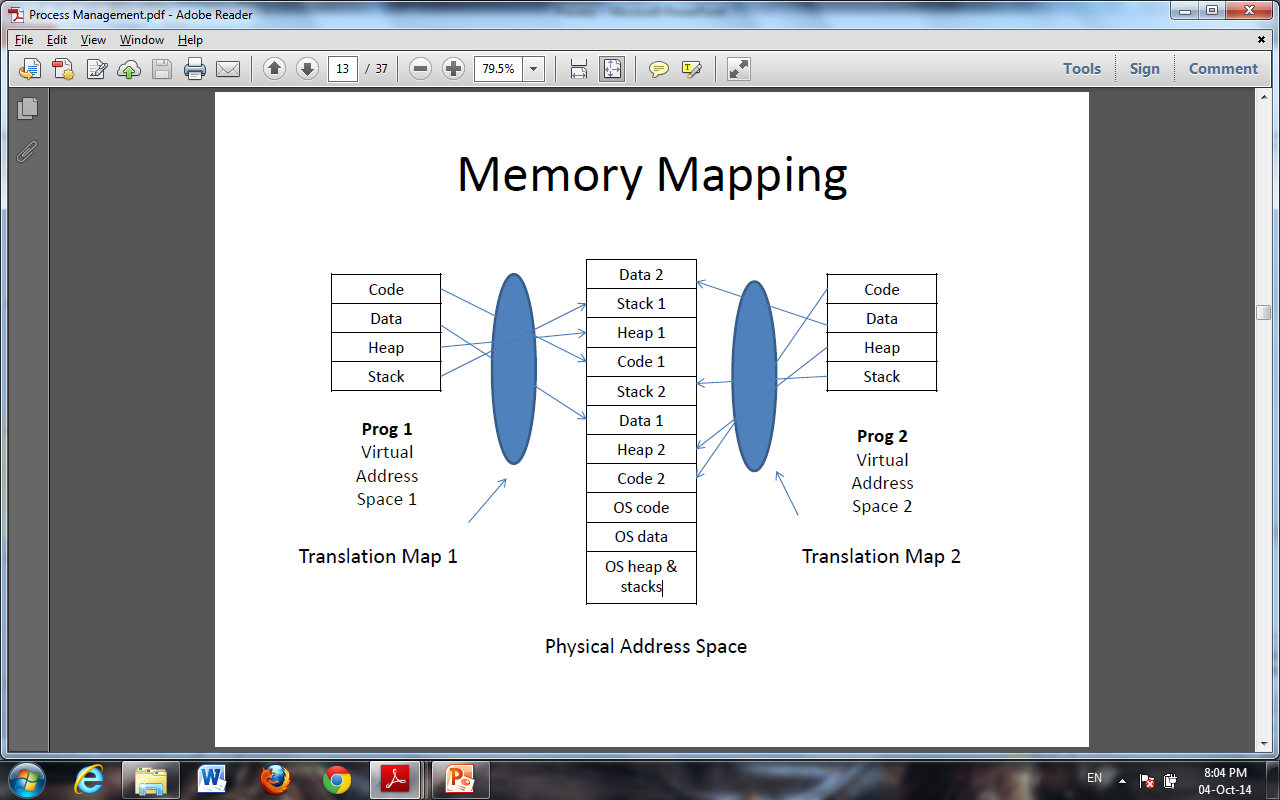 Process Management.pdf - Adobe Reader
File Edit View Window Help
13 / 37 79.5% Tools Sign Comment
Memory Mapping
Code
Data
Heap
Stack
Prog 1
Virtual
Address
Space 1
Translation Map 1
Data 2
Stack 1
Heap 1
Code 1
Stack 2
Data 1
Heap 2
Code 2
OS code
OS data
OS heap &
stacks
Physical Address Space
Code
Data
Heap
Stack
Prog 2
Virtual
Address
Space 2
Translation Map 2
EN
8:04 PM
04-Oct-14